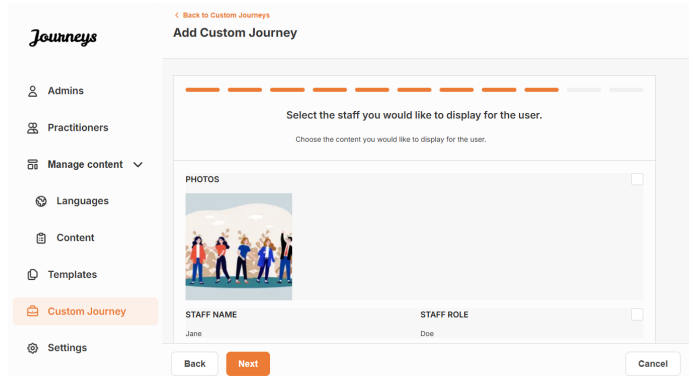 Journeys
Admins
Practitioners
Manage content
Languages
Content
Templates
Custom Journey
Settings
< Back to Custom Journeys
Add Custom Journey
Select the staff you would like to display for the user.
Choose the content you would like to display for the user.
PHOTOS
STAFF NAME STAFF ROLE
Jane Doe
Back Next Cancel